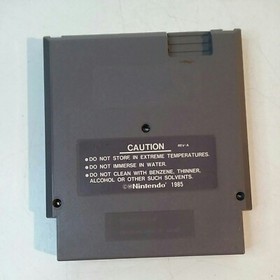 CAUTION REV-A
●DO NOT STORE IN EXTREME TEMPERATURES.
●DO NOT IMMERSE IN WATER.
●DO NOT CLEAN WITH BENZENE, THINNER,
ALCOHOL OR OTHER SUCH SOLVENTS.
©®Nintendo® 1985